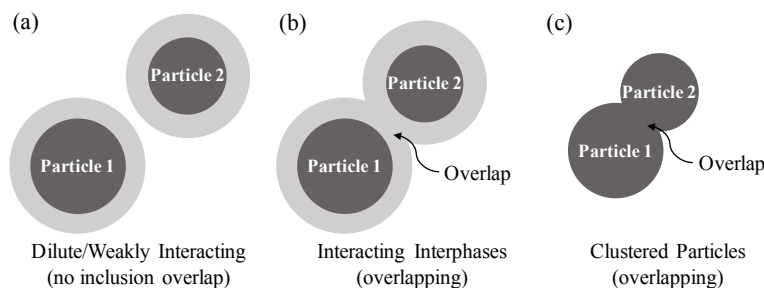 (a)
Particle 2
Particle 1
Dilute/Weakly Interacting
(no inclusion overlap)
(b)
Particle 2
Particle 1
Overlap
Interacting Interphases
(overlapping)
(c)
Particle 2
Particle 1
Overlap
Clustered Particles
(overlapping)